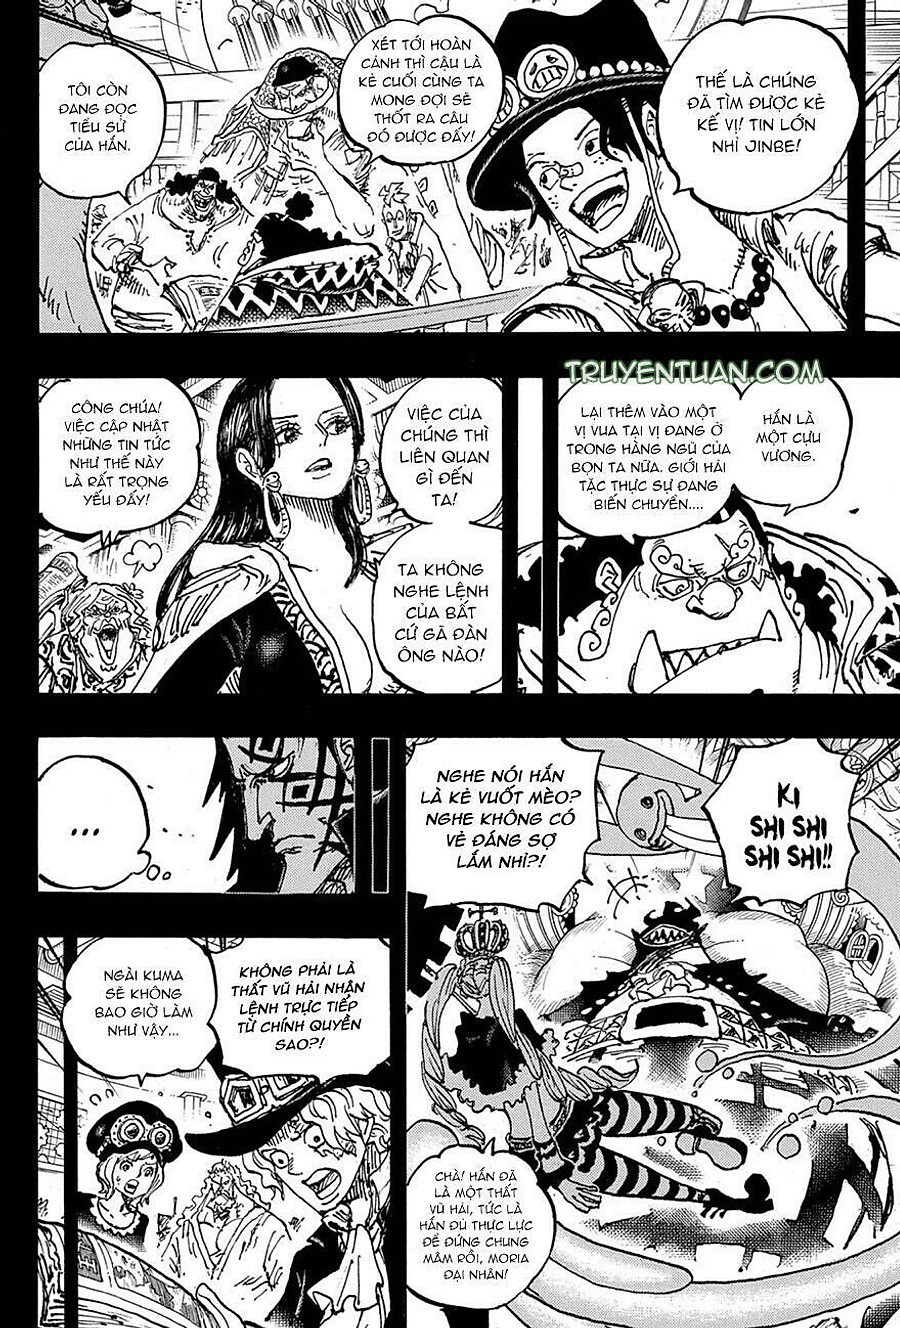 THẾ LÀ CHÚNG
ĐÃ TÌM ĐƯỢC KẺ
KẾ VỊ! TIN LỚN
NHỈ JINBE!
XÉT TỚI HOÀN
CẢNH THÌ CẬU LÀ
KẺ CUỐI CÙNG TA
MONG ĐỢI SẼ
THỐT RA CÂU
ĐÓ ĐƯỢC ĐẤY!
TÔI CÒN
ĐANG ĐỌC
TIỂU SỬ
CỦA HẮN.
TRUYENTUAN.COM
HẮN LÀ
MỘT CỰU
VƯƠNG.
LẠI THÊM VÀO MỘT
VỊ VUA TẠI VỊ ĐANG Ở
TRONG HÀNG NGŨ CỦA
BỌN TA NỮA. GIỚI HẢI
TẶC THỰC SỰ ĐANG
BIẾN CHUYỂN....
VIỆC CỦA
CHÚNG THÌ
LIÊN QUAN
GÌ ĐẾN
TA!
TA KHÔNG
NGHE LỆNH
CỦA BẤT
CỨ GÃ ĐÀN
ÔNG NÀO!
CÔNG CHÚA!
VIỆC CẬP NHẬT
NHỮNG TIN TỨC
NHƯ THẾ NÀY
LÀ RẤT TRỌNG
YẾU ĐẤY!
KI
SHI SHI
SHI SHI!!
NGHE NÓI HẮN
LÀ KẺ VUỐT MÈO?
NGHE KHÔNG CÓ
VẺ ĐÁNG SỢ
LẮM NHỈ?!
CHÀ! HẮN ĐÃ
LÀ MỘT THẤT
VŨ HẢI, TỨC LÀ
HẮN ĐỦ THỰC LỰC
ĐỂ ĐỨNG CHUNG
MÂM RỒI, MORIA
ĐẠI NHÂN!
...
KHÔNG PHẢI LÀ
THẤT VŨ HẢI NHẬN
LỆNH TRỰC TIẾP
TỪ CHÍNH QUYỀN
SAO?!
NGÀI KUMA
SẼ KHÔNG
BAO GIỜ LÀM
NHƯ VẬY...